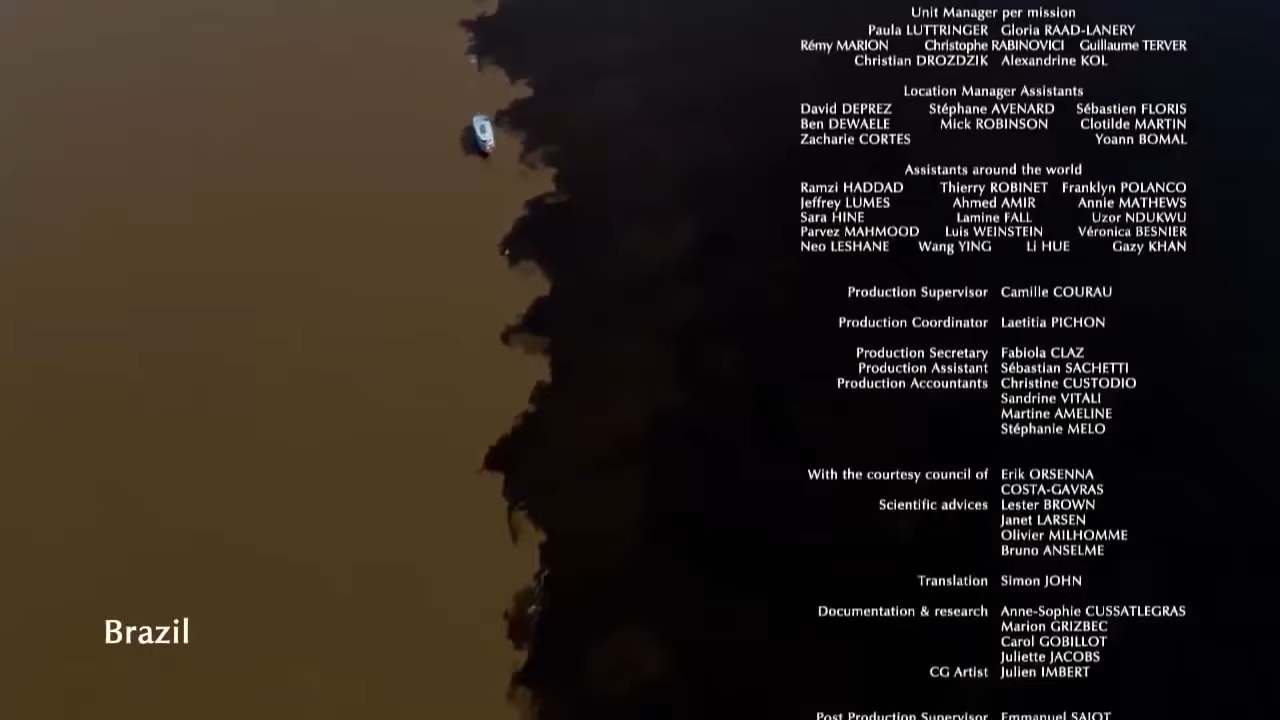 Unit Manager per mission
Paula LUTTRINGER Gloria RAAD-LANERY
Rémy MARION Christophe RABINOVICI Guillaume TERVER
Christian DROZDZIK Alexandrine KOL
Location Manager Assistants
David DEPREZ Stéphane AVENARD Sébastien FLORIS
Ben DEWAELE Mick ROBINSON Clotilde MARTIN
Zacharie CORTES Yoann BOMAL
Assistants around the world
Ramzi HADDAD Thierry ROBINET Franklyn POLANCO
Jeffrey LUMES Ahmed AMIR Annie MATHEWS
Sara HINE Lamine FALL Uzor NDUKWU
Parvez MAHMOOD Luis WEINSTEIN Véronica BESNIER
Neo LESHANE Wang YING Li HUE Gazy KHAN
Production Supervisor Camille COURAU
Production Coordinator Laetitia PICHON
Production Secretary Fabiola CLAZ
Production Assistant Sébastian SACHETTI
Production Accountants Christine CUSTODIO
Sandrine VITALI
Martine AMELINE
Stéphanie MELO
With the courtesy council of Erik ORSENNA
COSTA-GAVRAS
Scientific advices Lester BROWN
Janet LARSEN
Olivier MILHOMME
Bruno ANSELME
Translation Simon JOHN
Documentation & research Anne-Sophie CUSSATLEGRAS
Marion GRIZBEC
Carol GOBILLOT
Juliette JACOBS
CG Artist Julien IMBERT
Post Production Supervisor Emmanuel SAJOT
Brazil